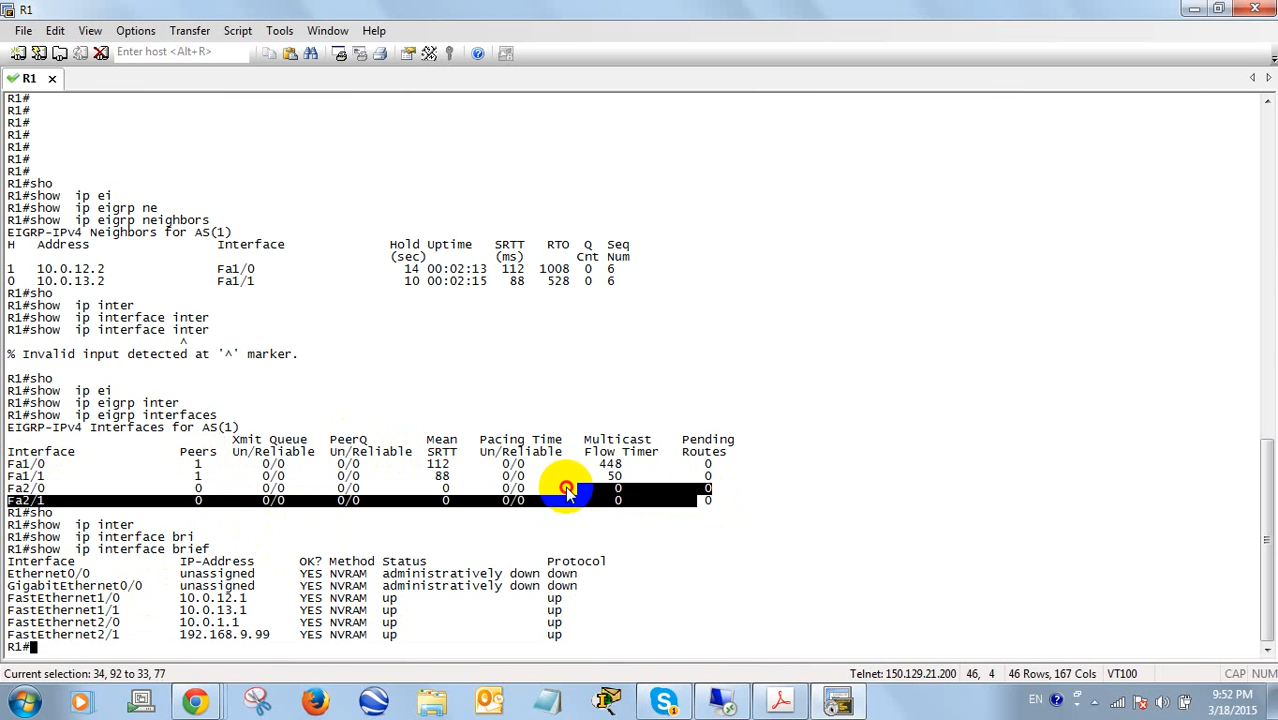 R1
File Edit View Options Transfer Script Tools Window Help
Enter host <Alt+R>
R1
R1#
R1#
R1#
R1#
R1#
R1#
R1#
R1#sho
R1#show  ip ei
R1#show  ip eigrp ne
R1#show  ip eigrp neighbors
EIGRP-IPv4 Neighbors for AS(1)
H   Address                 Interface              Hold Uptime   SRTT   RTO  Q  Seq
                                                   (sec)         (ms)       Cnt Num
1   10.0.12.2               Fa1/0                    14 00:02:13  112  1008  0  6
0   10.0.13.2               Fa1/1                    10 00:02:15   88   528  0  6
R1#sho
R1#show  ip inter
R1#show  ip interface inter
R1#show  ip interface inter
                       ^
% Invalid input detected at '^' marker.
R1#sho
R1#show  ip ei
R1#show  ip eigrp inter
R1#show  ip eigrp interfaces
EIGRP-IPv4 Interfaces for AS(1)
                              Xmit Queue   PeerQ        Mean   Pacing Time   Multicast    Pending
Interface              Peers  Un/Reliable  Un/Reliable  SRTT   Un/Reliable   Flow Timer   Routes
Fa1/0                    1        0/0       0/0         112       0/0          448           0
Fa1/1                    1        0/0       0/0          88       0/0           50           0
Fa2/0                    0        0/0       0/0           0       0/0            0           0
Fa2/1                    0        0/0       0/0           0       0/0            0           0
R1#sho
R1#show  ip inter
R1#show  ip interface bri
R1#show  ip interface brief
Interface              IP-Address      OK? Method Status                Protocol
Ethernet0/0            unassigned      YES NVRAM  administratively down down
GigabitEthernet0/0     unassigned      YES NVRAM  administratively down down
FastEthernet1/0        10.0.12.1       YES NVRAM  up                    up
FastEthernet1/1        10.0.13.1       YES NVRAM  up                    up
FastEthernet2/0        10.0.1.1        YES NVRAM  up                    up
FastEthernet2/1        192.168.9.99    YES NVRAM  up                    up
R1#
Current selection: 34, 92 to 33, 77 Telnet: 150.129.21.200 46, 4 46 Rows, 167 Cols VT100 CAP NUM
EN 9:52 PM
3/18/2015